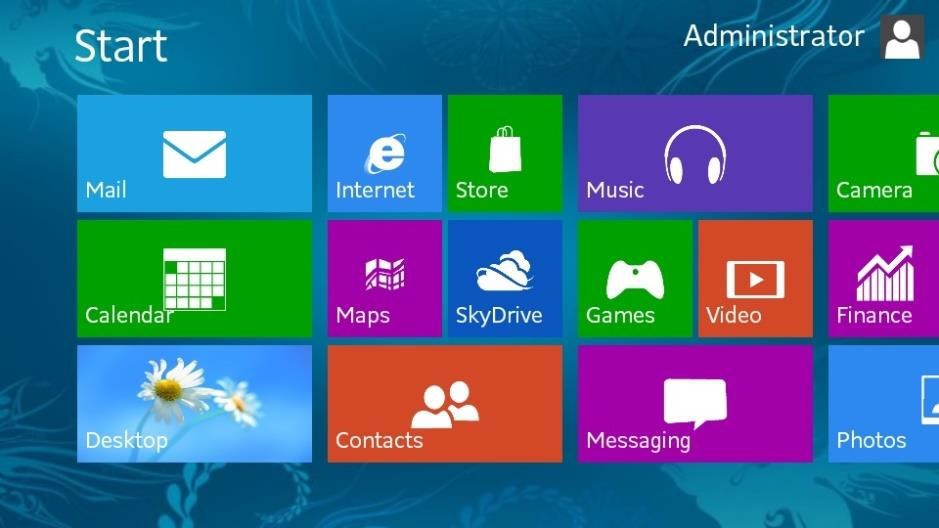 Start
Administrator
Mail
Internet
Store
Music
Camera
Calendar
Maps
SkyDrive
Games
Video
Finance
Desktop
Contacts
Messaging
Photos